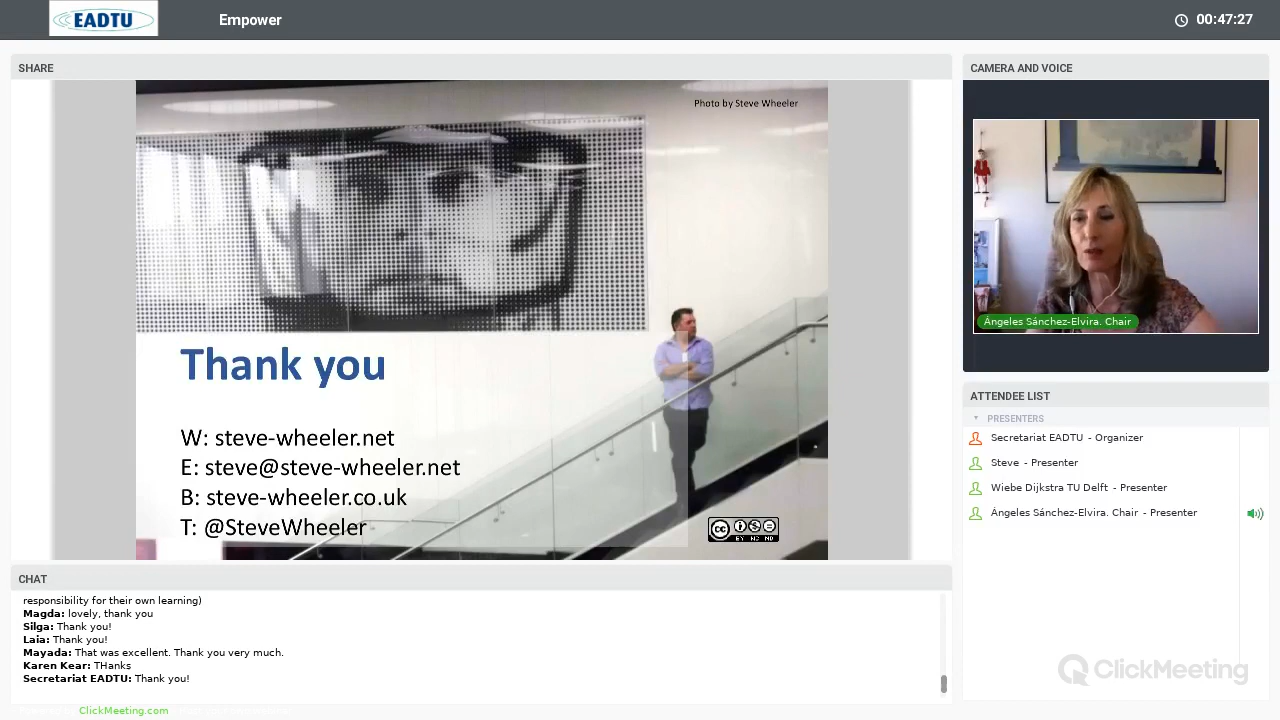 EADTU
Empower
00:47:27
SHARE
Photo by Steve Wheeler
Thank you
W: steve-wheeler.net
E: steve@steve-wheeler.net
B: steve-wheeler.co.uk
T: @SteveWheeler
cc
BY NC ND
CHAT
responsibility for their own learning)
Magda: lovely, thank you
Silga: Thank you!
Laia: Thank you!
Mayada: That was excellent. Thank you very much.
Karen Kear: THanks
Secretariat EADTU: Thank you!
ClickMeeting.com
CAMERA AND VOICE
Ángeles Sánchez-Elvira. Chair
ATTENDEE LIST
PRESENTERS
Secretariat EADTU - Organizer
Steve - Presenter
Wiebe Dijkstra TU Delft - Presenter
Ángeles Sánchez-Elvira. Chair - Presenter
ClickMeeting